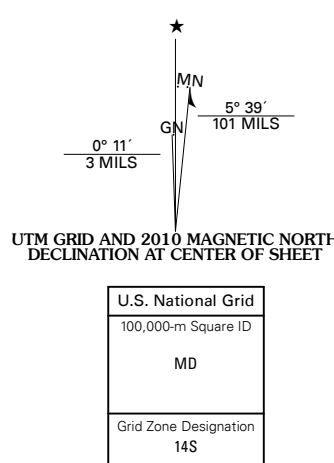 ★
MN
GN
5° 39´
101 MILS
0° 11´
3 MILS
UTM GRID AND 2010 MAGNETIC NORTH
DECLINATION AT CENTER OF SHEET
U.S. National Grid
100,000-m Square ID
MD
Grid Zone Designation
14S